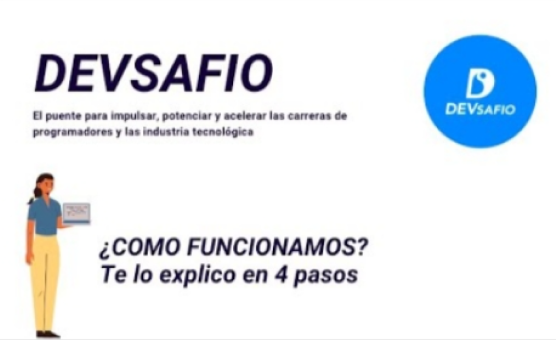 DEVSAFIO
El puente para impulsar, potenciar y acelerar las carreras de
programadores y las industria tecnológica
DEVSAFIO
¿COMO FUNCIONAMOS?
Te lo explico en 4 pasos